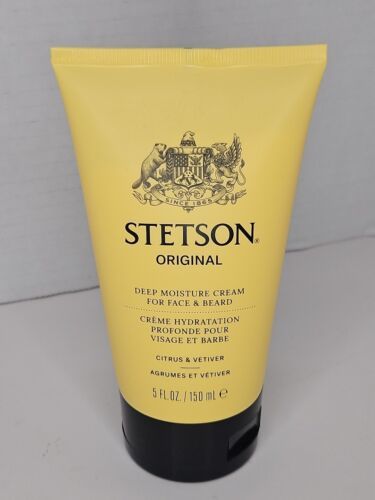 SINCE 1865
STETSON®
ORIGINAL
DEEP MOISTURE CREAM
FOR FACE & BEARD
CRÈME HYDRATATION
PROFONDE POUR
VISAGE ET BARBE
CITRUS & VETIVER
AGRUMES ET VÉTIVER
5 FL.OZ. / 150 mL ℮